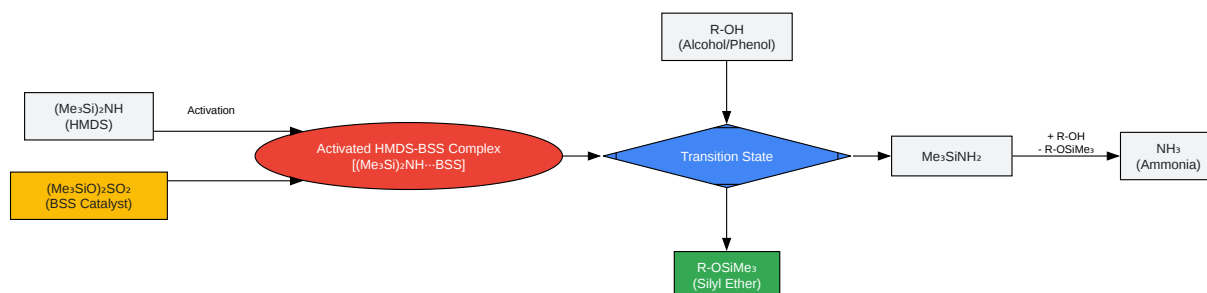 R-OH
(Alcohol/Phenol)
(Me₃Si)₂NH
(HMDS)
Activation
Activated HMDS-BSS Complex
[(Me₃Si)₂NH···BSS]
Transition State
Me₃SiNH₂
+ R-OH
- R-OSiMe₃
NH₃
(Ammonia)
(Me₃SiO)₂SO₂
(BSS Catalyst)
R-OSiMe₃
(Silyl Ether)